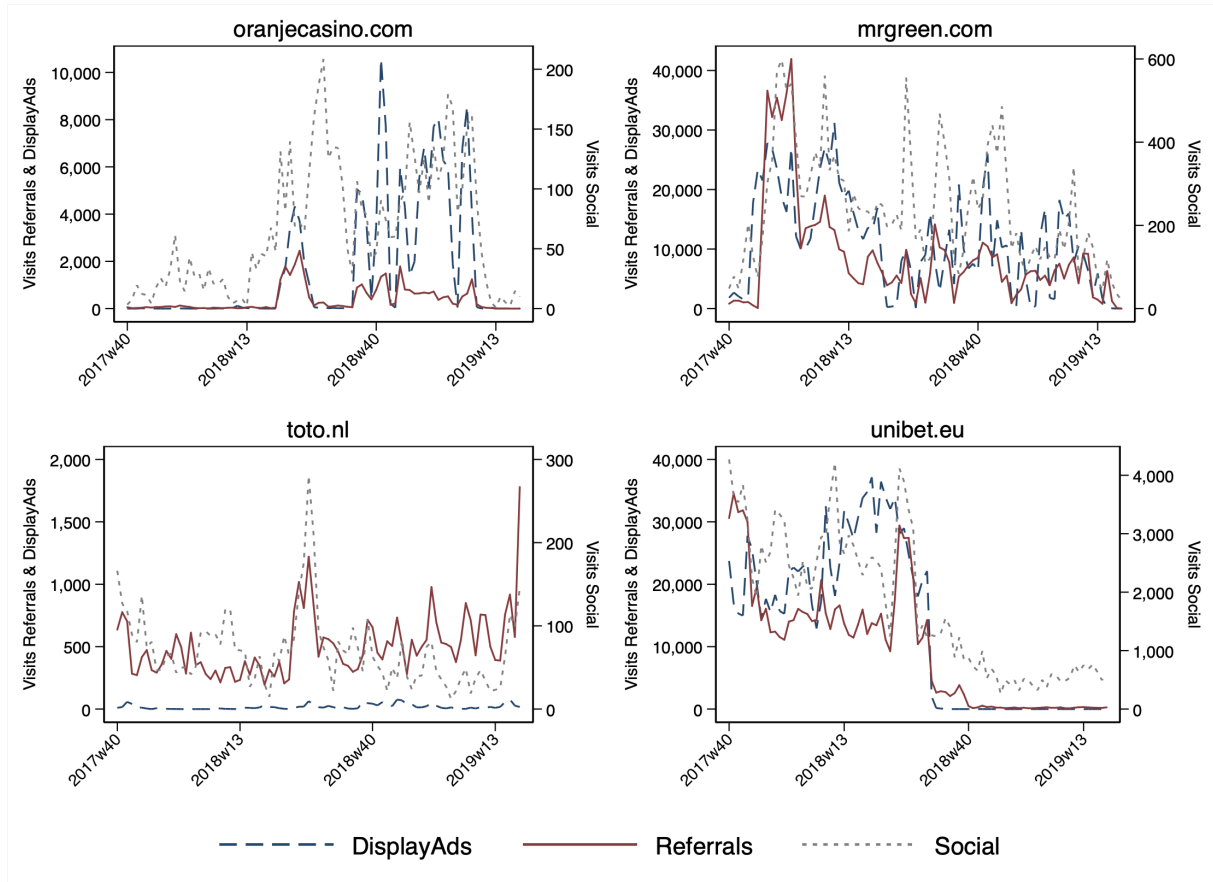 oranjecasino.com
Visits Referrals & DisplayAds
10,000
8,000
6,000
4,000
2,000
0
200
150
100
50
0
Visits Social
2017w40
2018w13
2018w40
2019w13
mrgreen.com
Visits Referrals & DisplayAds
40,000
30,000
20,000
10,000
0
600
400
200
0
Visits Social
2017w40
2018w13
2018w40
2019w13
toto.nl
Visits Referrals & DisplayAds
2,000
1,500
1,000
500
0
300
200
100
0
Visits Social
2017w40
2018w13
2018w40
2019w13
unibet.eu
Visits Referrals & DisplayAds
40,000
30,000
20,000
10,000
0
4,000
3,000
2,000
1,000
0
Visits Social
2017w40
2018w13
2018w40
2019w13
DisplayAds
Referrals
Social